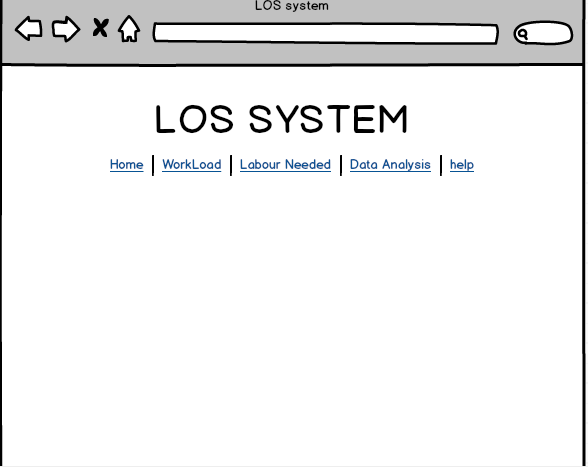 LOS system
LOS SYSTEM
Home WorkLoad Labour Needed Data Analysis help